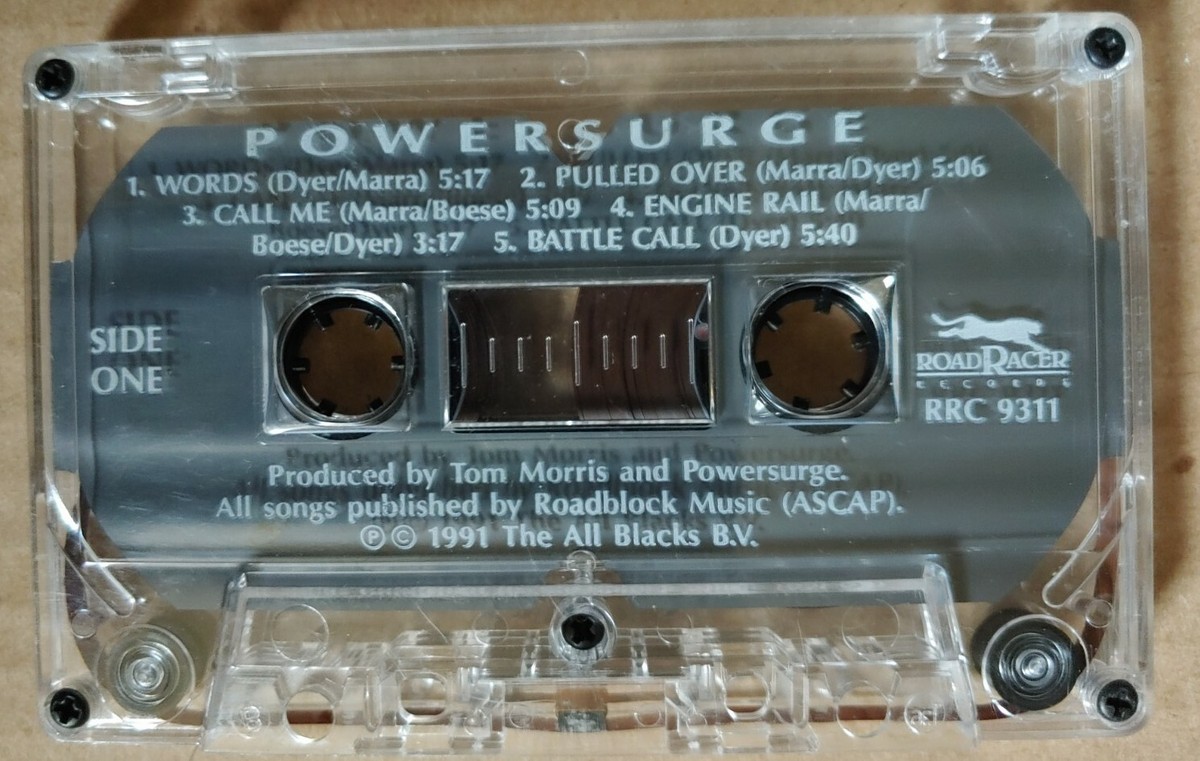 POWERSURGE
1. WORDS (Dyer/Marra) 5:17 2. PULLED OVER (Marra/Dyer) 5:06
3. CALL ME (Marra/Boese) 5:09 4. ENGINE RAIL (Marra/
Boese/Dyer) 3:17 5. BATTLE CALL (Dyer) 5:40
SIDE
ONE
ROADRACER
RECORDS
RRC 9311
Produced by Tom Morris and Powersurge.
All songs published by Roadblock Music (ASCAP).
℗ © 1991 The All Blacks B.V.